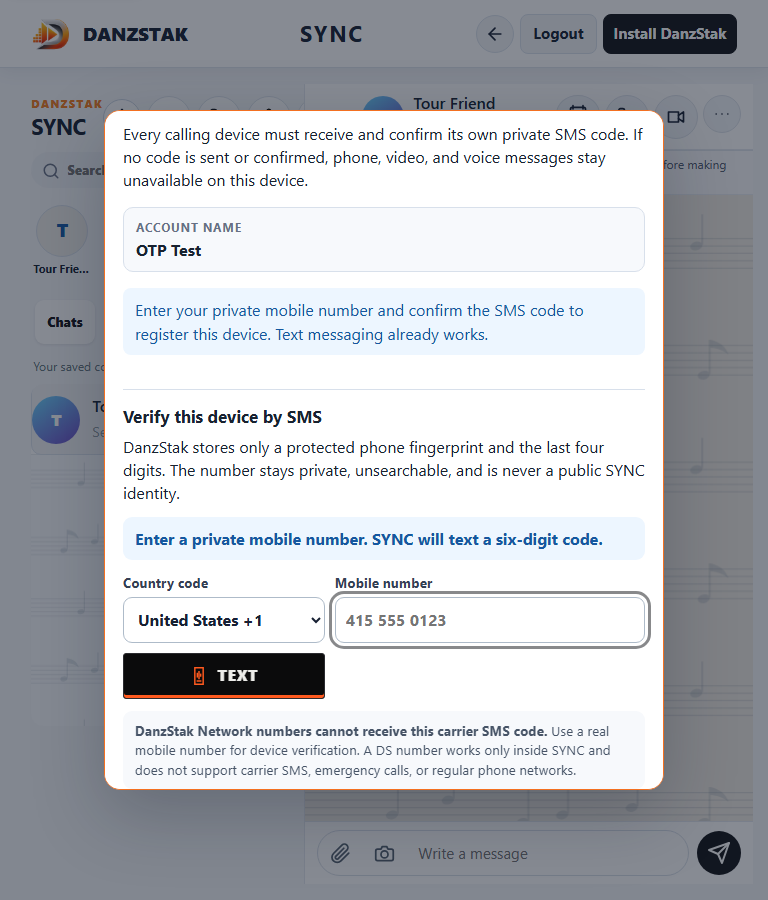 DANZSTAK
SYNC
Logout
Install DanzStak
DANZSTAK
SYNC
Tour Friend
Every calling device must receive and confirm its own private SMS code. If
no code is sent or confirmed, phone, video, and voice messages stay
unavailable on this device.
fore making
Search
ACCOUNT NAME
OTP Test
T
Tour Frie...
Enter your private mobile number and confirm the SMS code to
register this device. Text messaging already works.
Chats
Your saved co
T
Verify this device by SMS
DanzStak stores only a protected phone fingerprint and the last four
digits. The number stays private, unsearchable, and is never a public SYNC
identity.
Enter a private mobile number. SYNC will text a six-digit code.
Country code
Mobile number
United States +1
415 555 0123
TEXT
DanzStak Network numbers cannot receive this carrier SMS code. Use a real
mobile number for device verification. A DS number works only inside SYNC and
does not support carrier SMS, emergency calls, or regular phone networks.
Write a message